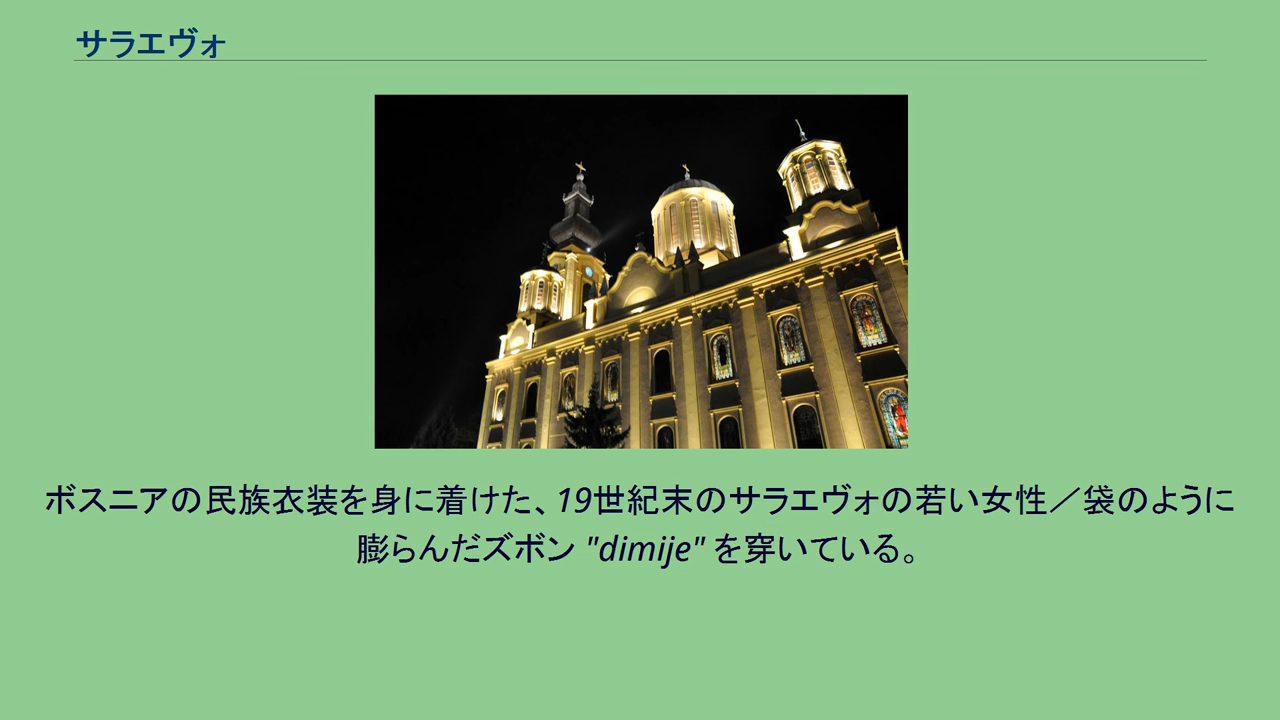 サラエヴォ
ボスニアの民族衣装を身に着けた、19世紀末のサラエヴォの若い女性／袋のように
膨らんだズボン "dimije" を穿いている。